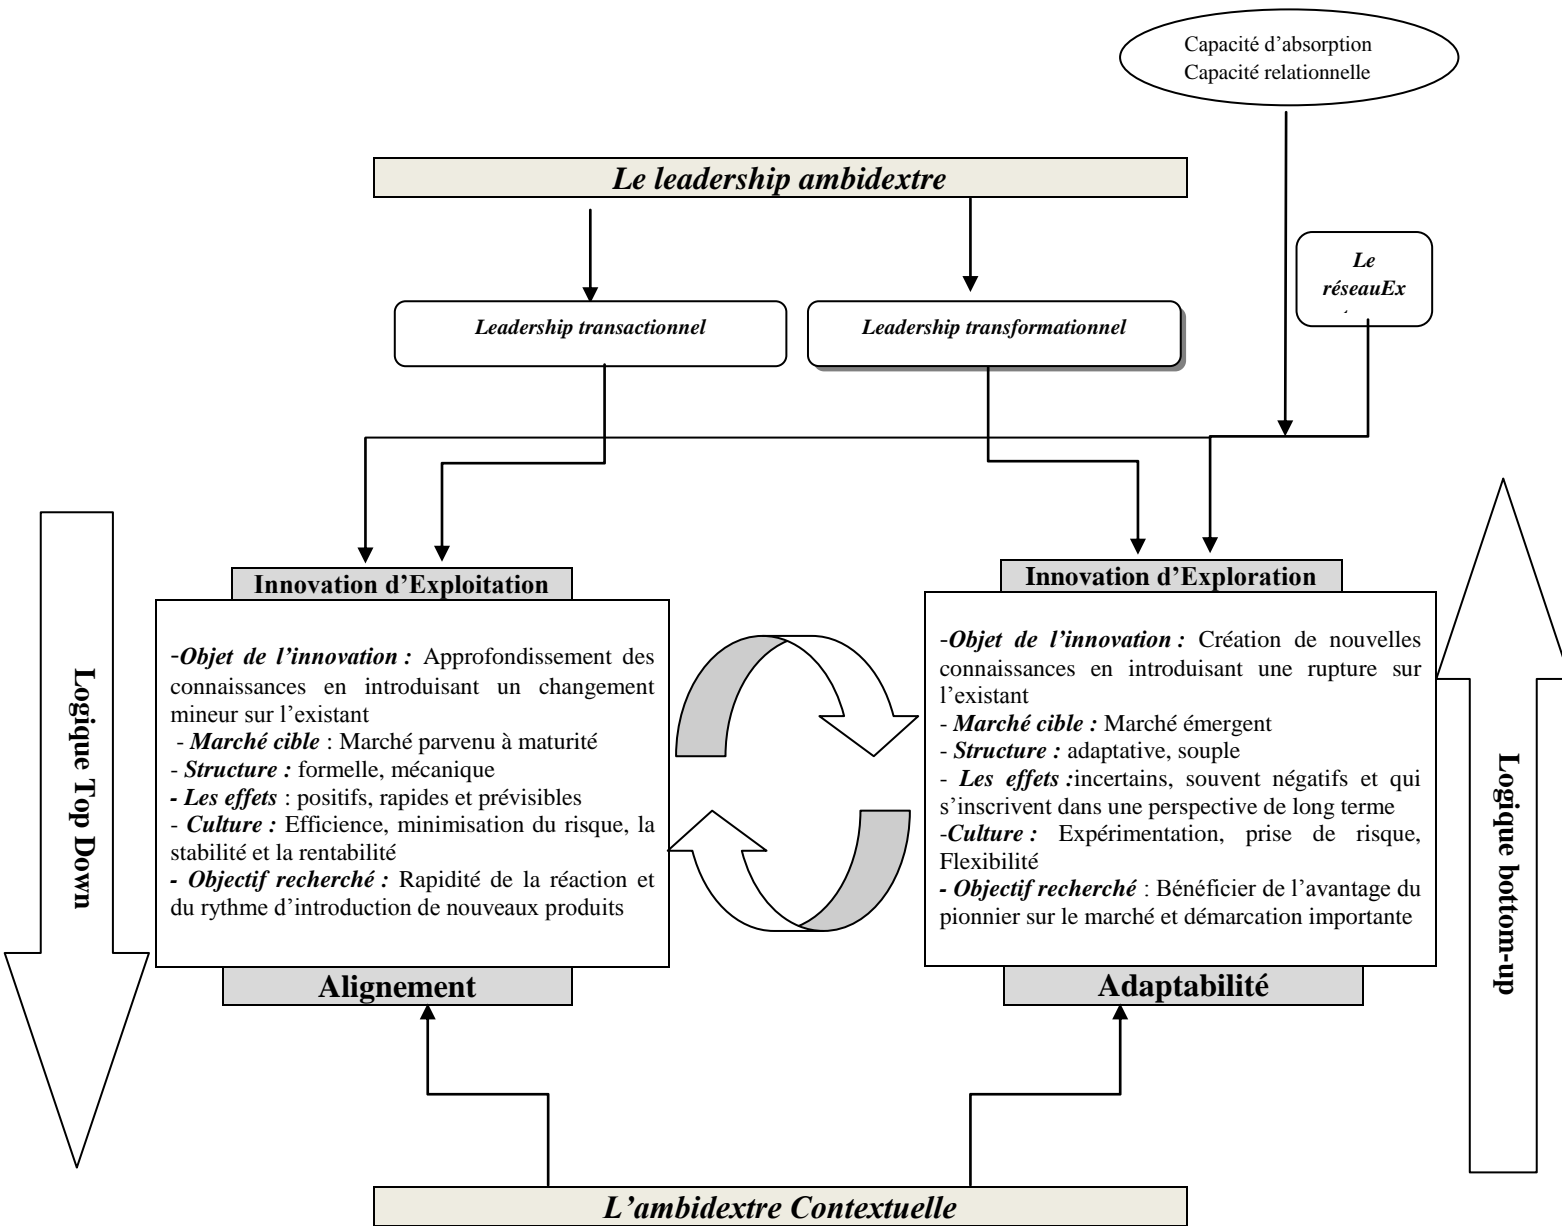 Capacité d’absorption
Capacité relationnelle
Le leadership ambidextre
Le
réseauEx
Leadership transactionnel
Leadership transformationnel
Logique Top Down
Innovation d’Exploitation
-Objet de l’innovation : Approfondissement des
connaissances en introduisant un changement
mineur sur l’existant
- Marché cible : Marché parvenu à maturité
- Structure : formelle, mécanique
- Les effets : positifs, rapides et prévisibles
- Culture : Efficience, minimisation du risque, la
stabilité et la rentabilité
- Objectif recherché : Rapidité de la réaction et
du rythme d’introduction de nouveaux produits
Alignement
Innovation d’Exploration
-Objet de l’innovation : Création de nouvelles
connaissances en introduisant une rupture sur
l’existant
- Marché cible : Marché émergent
- Structure : adaptative, souple
- Les effets :incertains, souvent négatifs et qui
s’inscrivent dans une perspective de long terme
-Culture : Expérimentation, prise de risque,
Flexibilité
- Objectif recherché : Bénéficier de l’avantage du
pionnier sur le marché et démarcation importante
Adaptabilité
Logique bottom-up
L’ambidextre Contextuelle